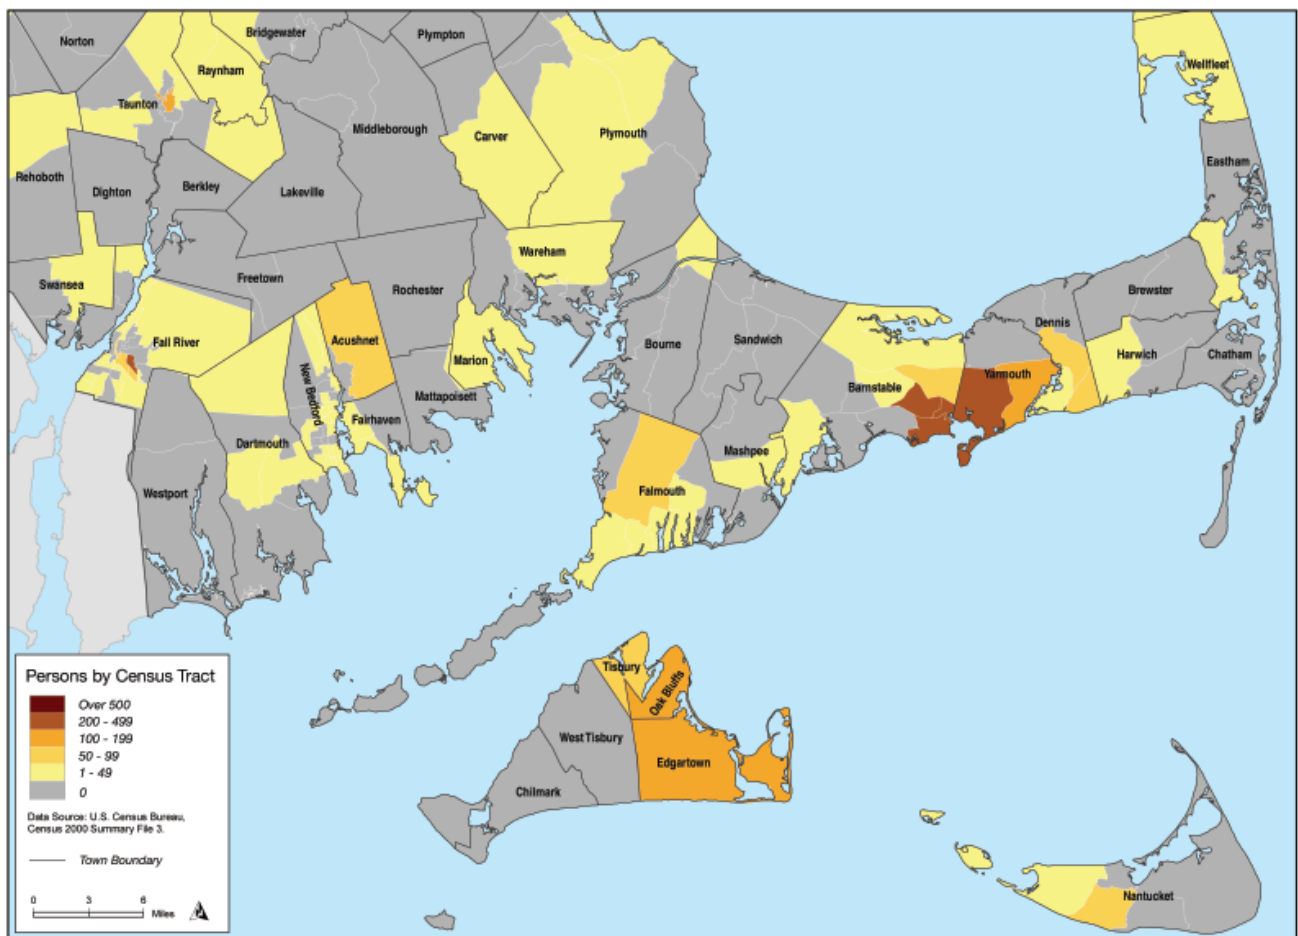 Norton
Bridgewater
Plympton
Raynham
Wellfleet
Taunton
Middleborough
Carver
Plymouth
Eastham
Rehoboth
Dighton
Berkley
Lakeville
Wareham
Swansea
Freetown
Rochester
Brewster
Fall River
Acushnet
Marion
Bourne
Sandwich
Dennis
Harwich
Chatham
New Bedford
Mattapoisett
Barnstable
Yarmouth
Fairhaven
Dartmouth
Mashpee
Westport
Falmouth
Tisbury
Oak Bluffs
West Tisbury
Edgartown
Chilmark
Nantucket
Persons by Census Tract
Over 500
200 - 499
100 - 199
50 - 99
1 - 49
0
Data Source: U.S. Census Bureau,
Census 2000 Summary File 3.
Town Boundary
0 3 6
Miles